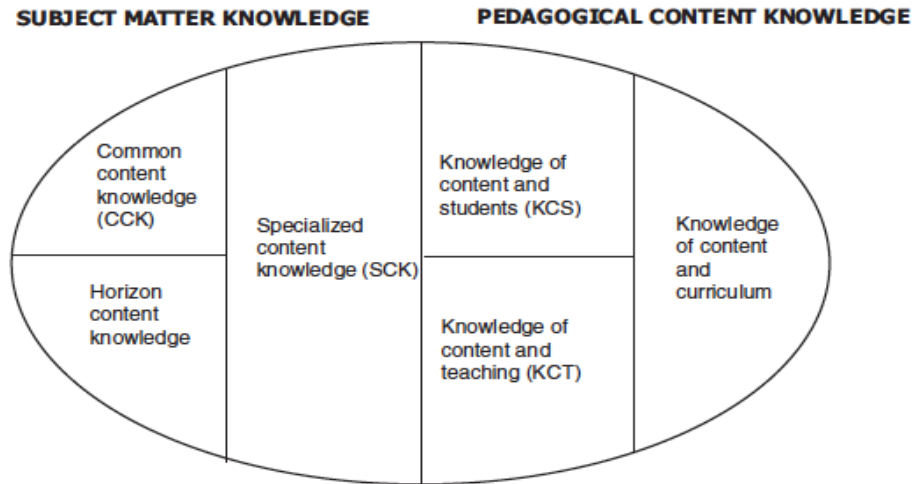 SUBJECT MATTER KNOWLEDGE
PEDAGOGICAL CONTENT KNOWLEDGE
Common
content
knowledge
(CCK)
Horizon
content
knowledge
Specialized
content
knowledge (SCK)
Knowledge of
content and
students (KCS)
Knowledge of
content and
teaching (KCT)
Knowledge
of content
and
curriculum